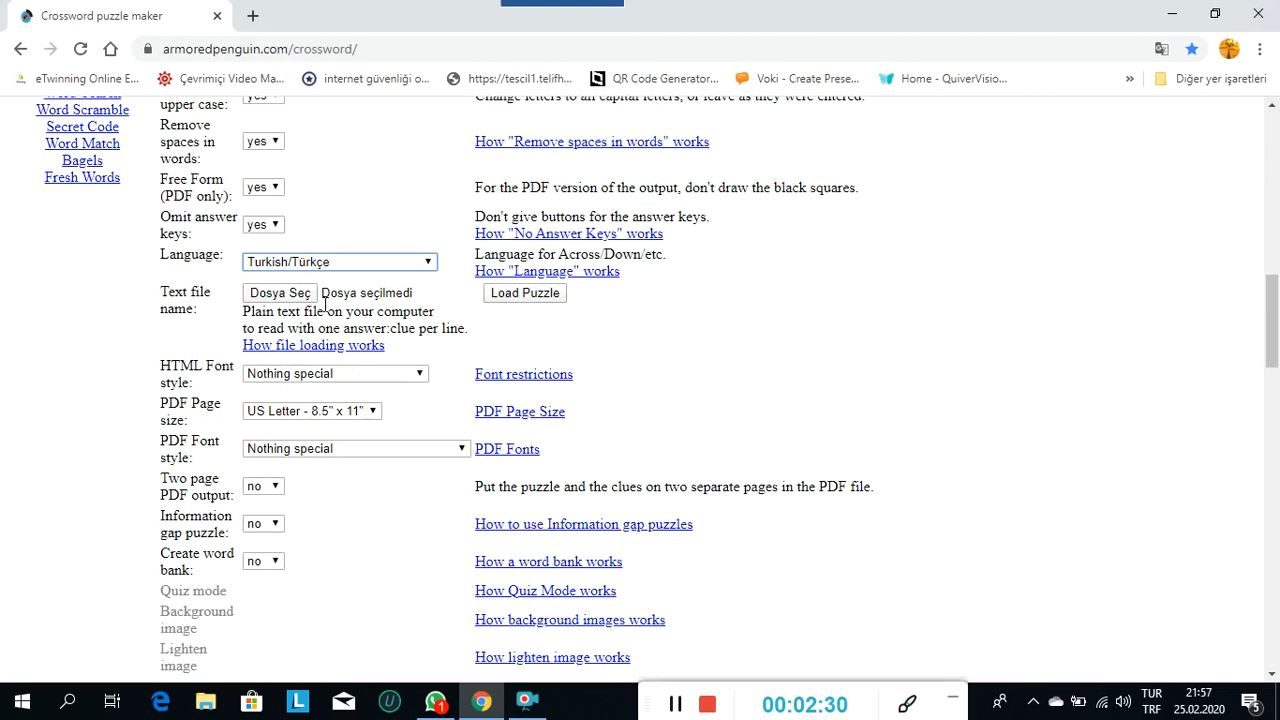 Crossword puzzle maker
armoredpenguin.com/crossword/
eTwinning Online E...
Çevrimiçi Video Ma...
internet güvenliği o...
https://tescil1.telifh...
QR Code Generator...
Voki - Create Prese...
Home - QuiverVisio...
»
Diğer yer işaretleri
Word Search
Word Scramble
Secret Code
Word Match
Bagels
Fresh Words
upper case:
yes
Change letters to all capital letters, or leave as they were entered.
Remove
spaces in
words:
yes
How "Remove spaces in words" works
Free Form
(PDF only):
yes
For the PDF version of the output, don't draw the black squares.
Omit answer
keys:
yes
Don't give buttons for the answer keys.
How "No Answer Keys" works
Language:
Turkish/Türkçe
Language for Across/Down/etc.
How "Language" works
Text file
name:
Dosya Seç Dosya seçilmedi
Load Puzzle
Plain text file on your computer
to read with one answer:clue per line.
How file loading works
HTML Font
style:
Nothing special
Font restrictions
PDF Page
size:
US Letter - 8.5" x 11"
PDF Page Size
PDF Font
style:
Nothing special
PDF Fonts
Two page
PDF output:
no
Put the puzzle and the clues on two separate pages in the PDF file.
Information
gap puzzle:
no
How to use Information gap puzzles
Create word
bank:
no
How a word bank works
Quiz mode
How Quiz Mode works
Background
image
How background images works
Lighten
image
How lighten image works
L
U
1
00:02:30
TUR
TRF
21:57
25.02.2020
5